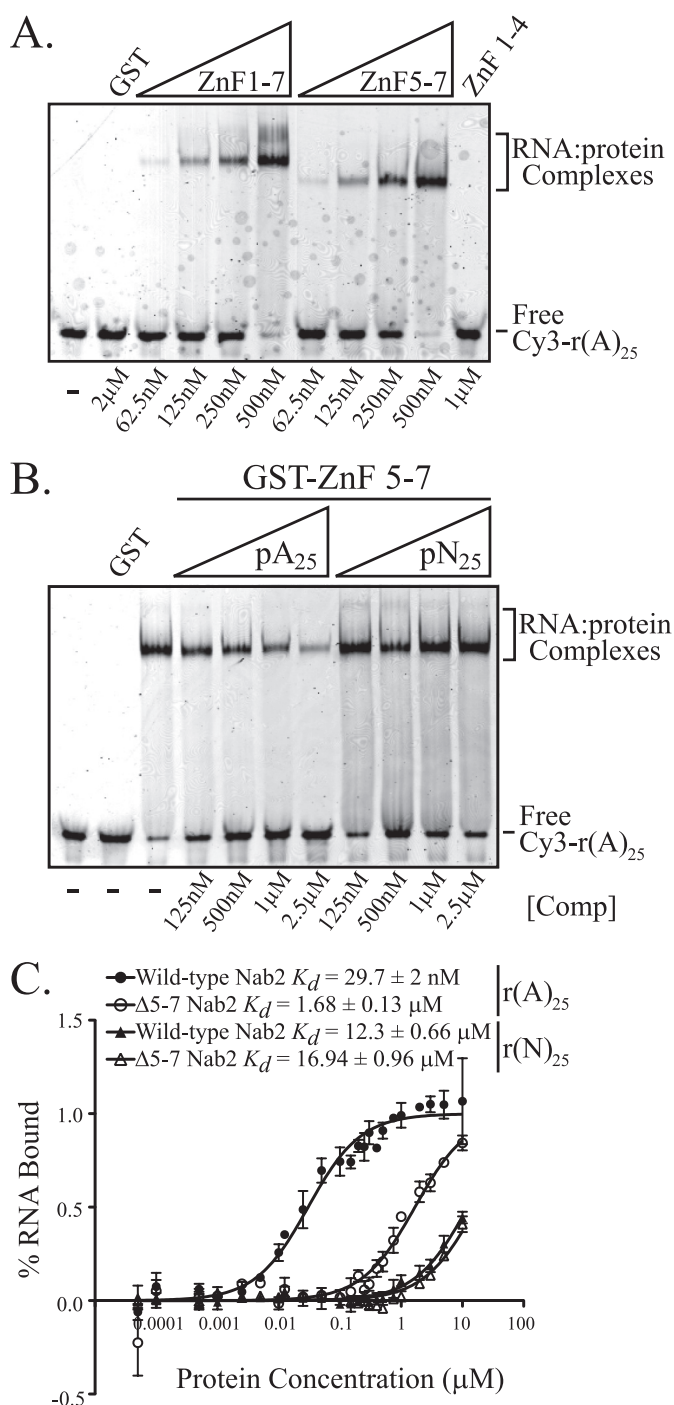 A.
GST
ZnF1-7
ZnF5-7
ZnF 1-4
RNA:protein
Complexes
Free
Cy3-r(A)25
-
2μM
62.5nM
125nM
250nM
500nM
62.5nM
125nM
250nM
500nM
1μM
B.
GST-ZnF 5-7
GST
pA25
pN25
RNA:protein
Complexes
Free
Cy3-r(A)25
-
-
-
125nM
500nM
1μM
2.5μM
125nM
500nM
1μM
2.5μM
[Comp]
C.
Wild-type Nab2 Kd = 29.7 ± 2 nM
Δ5-7 Nab2 Kd = 1.68 ± 0.13 μM
r(A)25
Wild-type Nab2 Kd = 12.3 ± 0.66 μM
Δ5-7 Nab2 Kd = 16.94 ± 0.96 μM
r(N)25
1.5
1.0
0.5
0.0
-0.5
% RNA Bound
0.0001
0.001
0.01
0.1
1
10
100
Protein Concentration (μM)